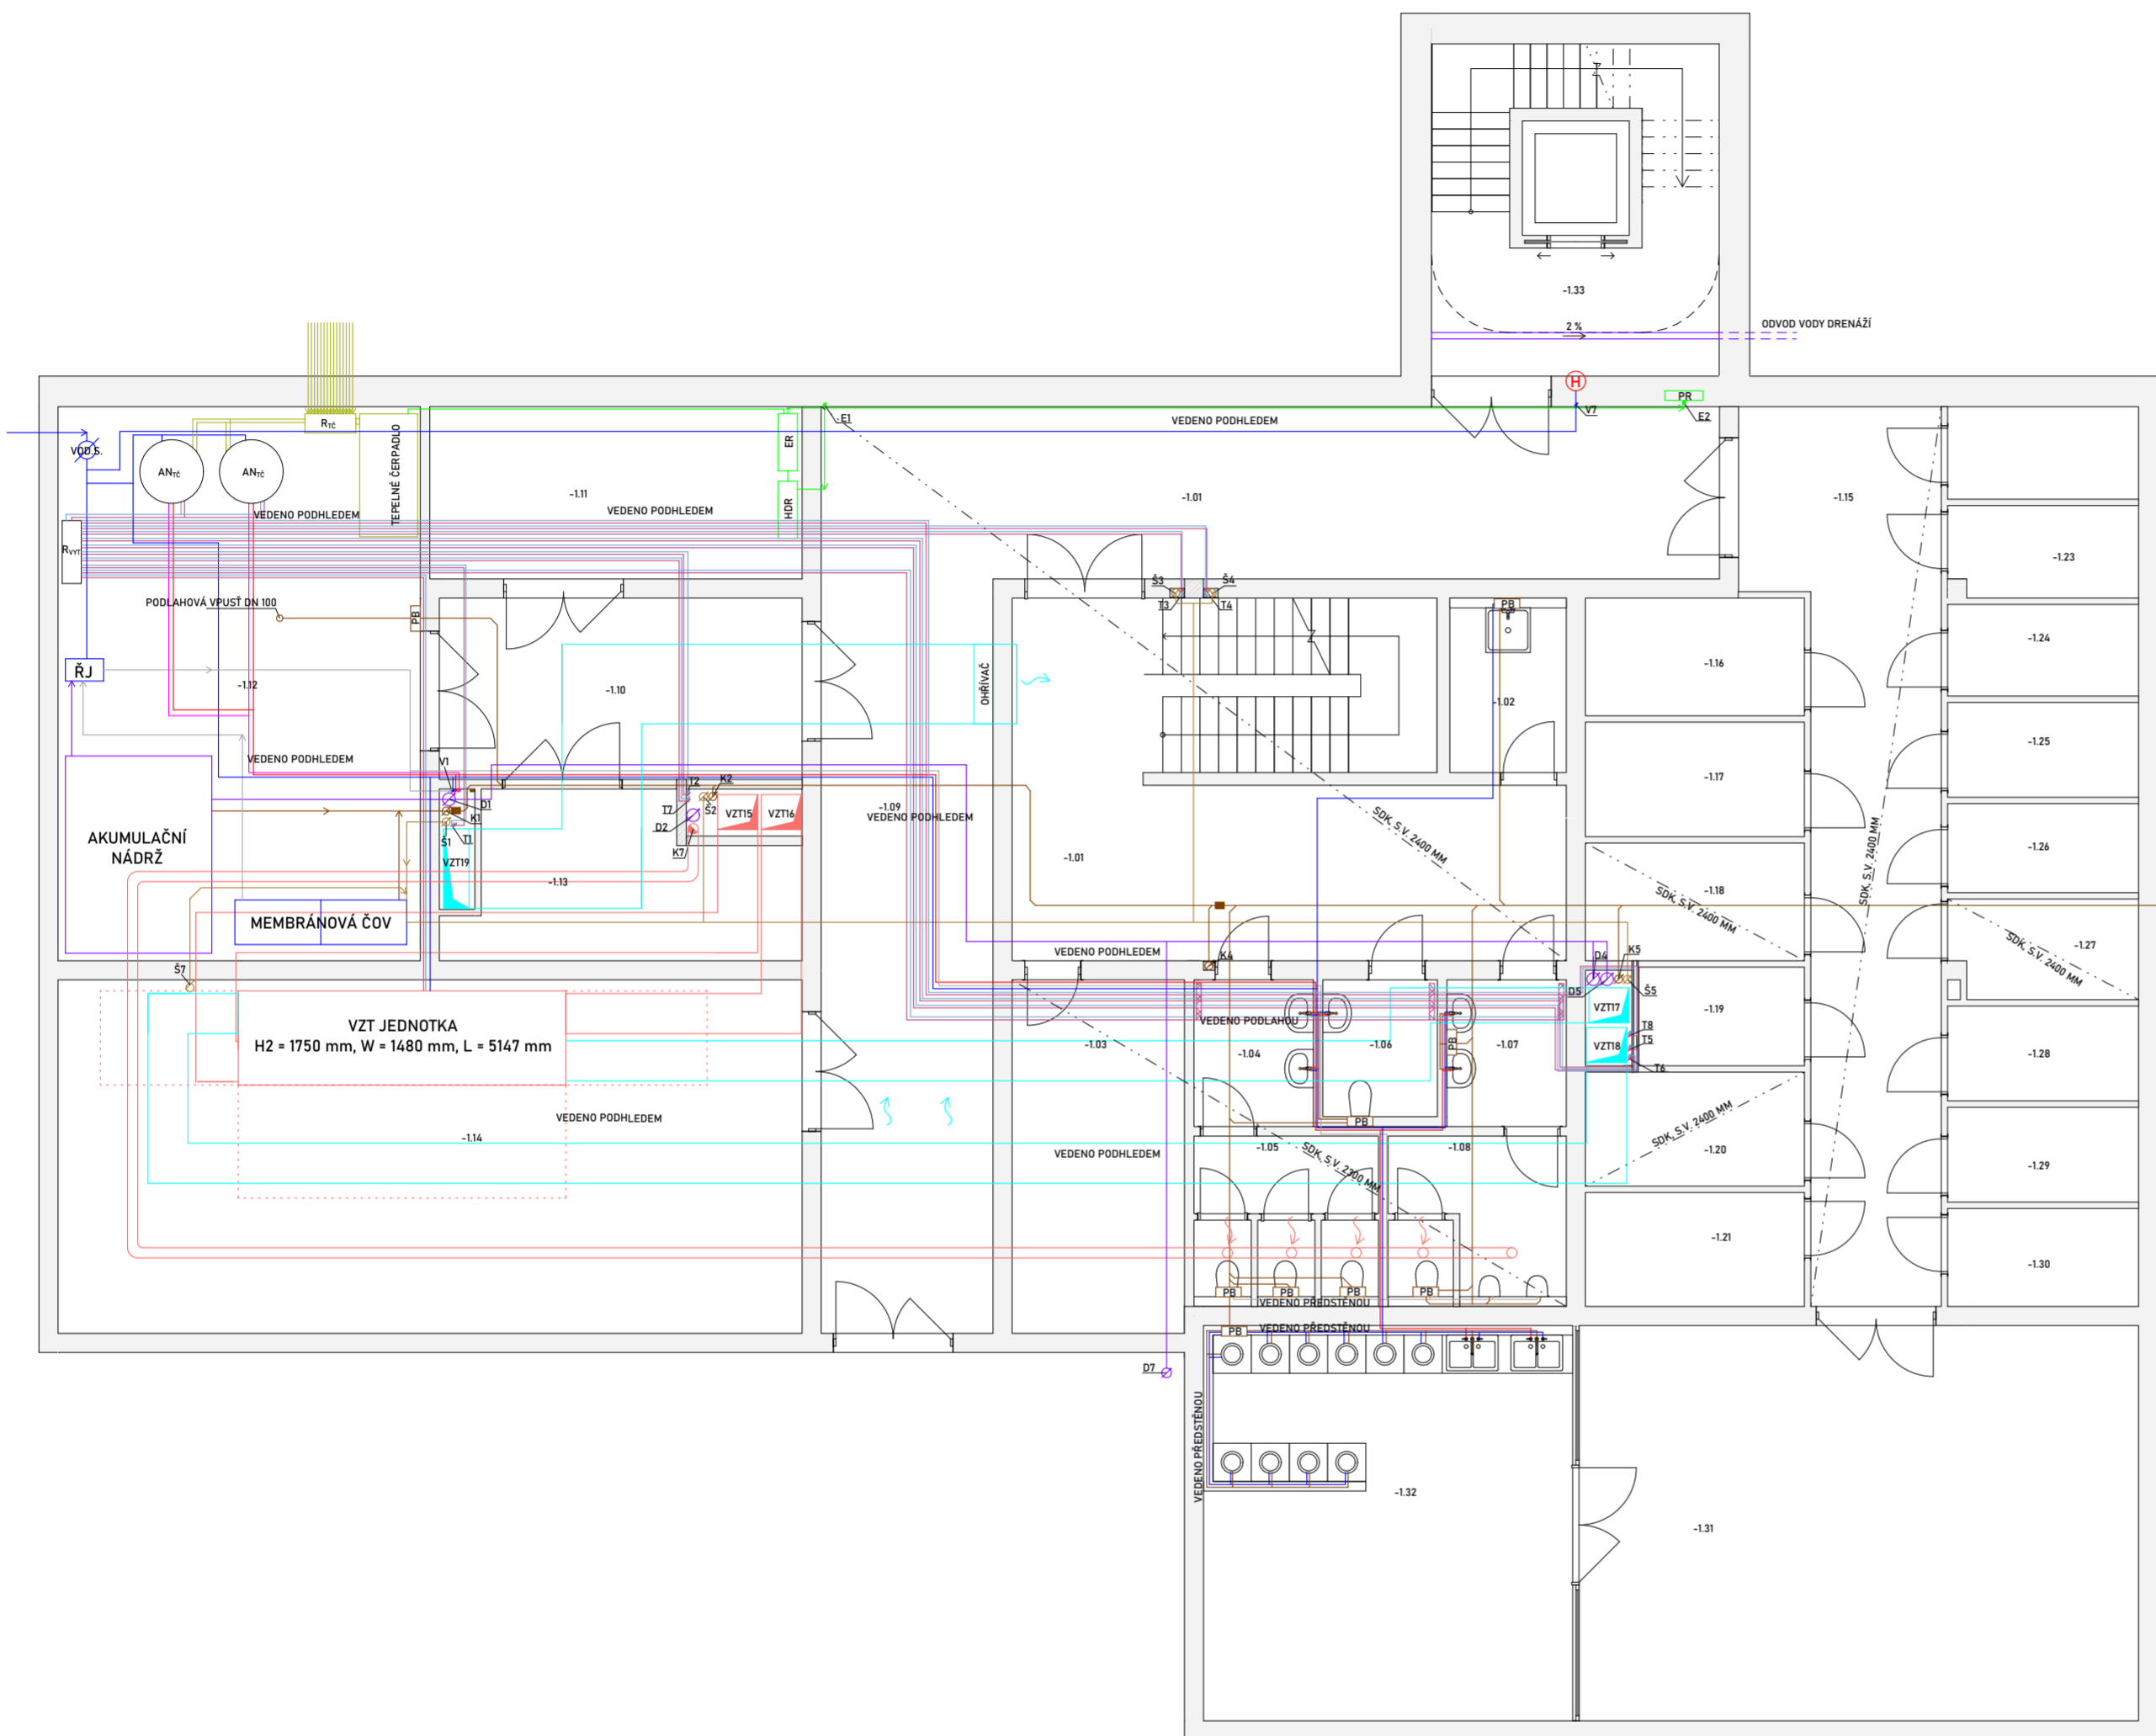 -1.33
2 %
ODVOD VODY DRENÁŽÍ
H
PR
V7
E2
E1
VEDENO PODHLEDEM
RTČ
ER
VOD.S.
ANTČ
ANTČ
TEPELNÉ ČERPADLO
-1.11
-1.01
-1.15
HDR
VEDENO PODHLEDEM
VEDENO PODHLEDEM
RVYT
-1.23
Š3
Š4
PODLAHOVÁ VPUSŤ DN 100
PB
T3
T4
PB
-1.24
ŘJ
-1.12
-1.10
OHŘÍVAČ
-1.16
-1.02
-1.25
VEDENO PODHLEDEM
V1
-1.17
T2
K2
D1
T7
Š2
VZT15
VZT16
-1.09
VEDENO PODHLEDEM
K1
D2
AKUMULAČNÍ
NÁDRŽ
Š1
T1
K7
VZT19
-1.13
-1.01
SDK, S.V. 2400 MM
SDK, S.V. 2400 MM
-1.26
-1.18
SDK, S.V. 2400 MM
MEMBRÁNOVÁ ČOV
VEDENO PODHLEDEM
K4
D4
K5
-1.27
SDK, S.V. 2400 MM
Š7
D5
Š5
VZT17
-1.19
VZT JEDNOTKA
H2 = 1750 mm, W = 1480 mm, L = 5147 mm
VEDENO PODLAHOU
-1.03
-1.04
-1.06
PB
-1.07
VZT18
T8
T5
T6
-1.28
PB
SDK, S.V. 2400 MM
VEDENO PODHLEDEM
-1.14
VEDENO PODHLEDEM
-1.05
SDK, S.V. 2300 MM
-1.08
-1.20
-1.29
-1.21
-1.30
PB
PB
PB
PB
VEDENO PŘEDSTĚNOU
PB
VEDENO PŘEDSTĚNOU
D7
VEDENO PŘEDSTĚNOU
-1.32
-1.31